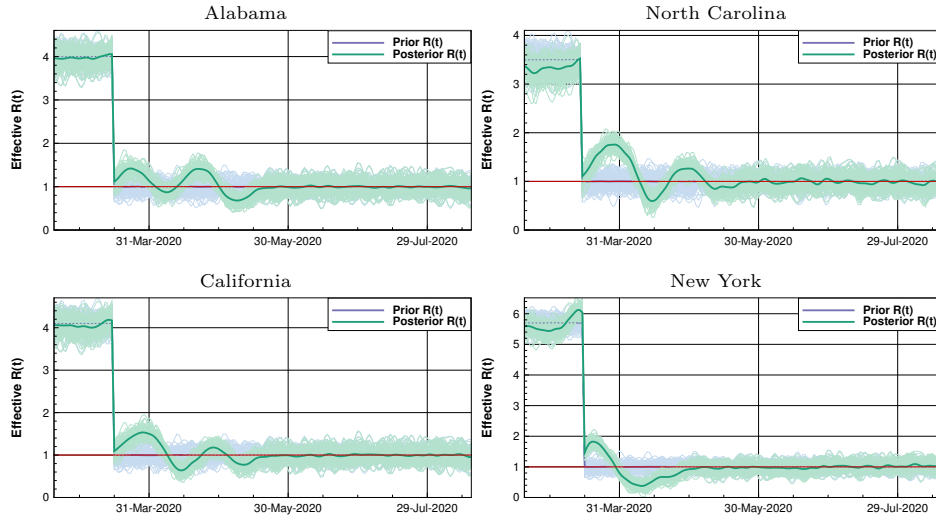 Alabama
Effective R(t)
4
3
2
1
0
Prior R(t)
Posterior R(t)
31-Mar-2020
30-May-2020
29-Jul-2020
North Carolina
Effective R(t)
4
3
2
1
0
Prior R(t)
Posterior R(t)
31-Mar-2020
30-May-2020
29-Jul-2020
California
Effective R(t)
4
3
2
1
0
Prior R(t)
Posterior R(t)
31-Mar-2020
30-May-2020
29-Jul-2020
New York
Effective R(t)
6
5
4
3
2
1
0
Prior R(t)
Posterior R(t)
31-Mar-2020
30-May-2020
29-Jul-2020